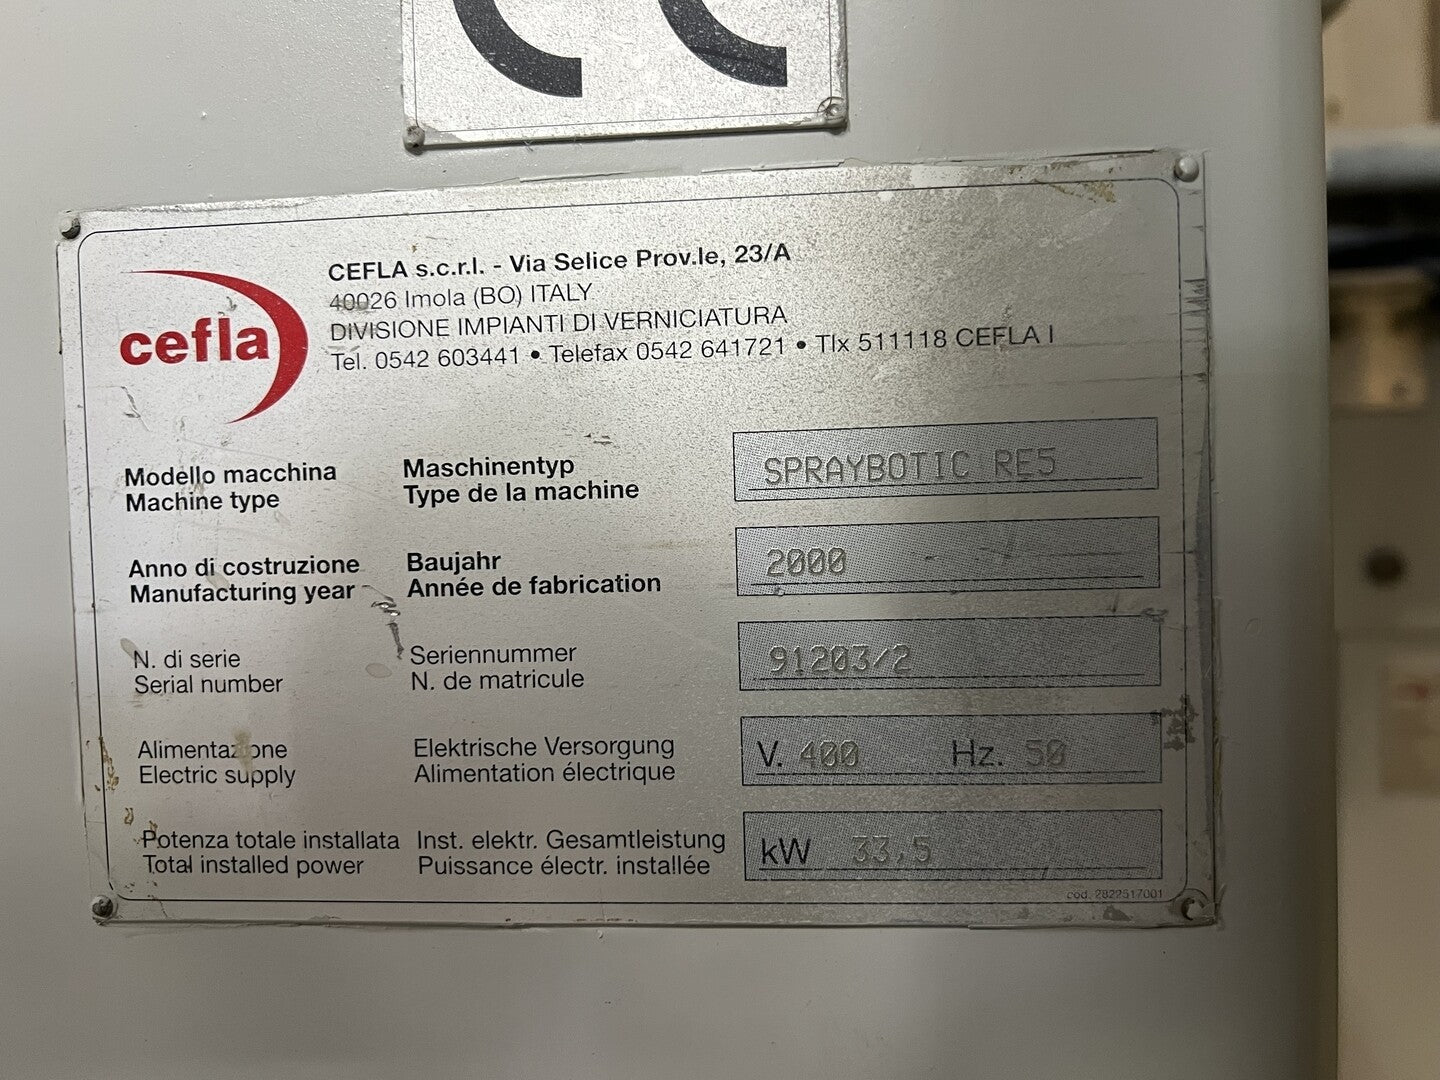 CE
cefla
CEFLA s.c.r.l. - Via Selice Prov.le, 23/A
40026 Imola (BO) ITALY
DIVISIONE IMPIANTI DI VERNICIATURA
Tel. 0542 603441 • Telefax 0542 641721 • Tlx 511118 CEFLA I
Modello macchina Maschinentyp SPRAYBOTIC RE5
Machine type Type de la machine
Anno di costruzione Baujahr 2000
Manufacturing year Année de fabrication
N. di serie Seriennummer 91203/2
Serial number N. de matricule
Alimentazione Elektrische Versorgung V. 400 Hz. 50
Electric supply Alimentation électrique
Potenza totale installata Inst. elektr. Gesamtleistung kW 33,5
Total installed power Puissance électr. installée
cod. 2822517001